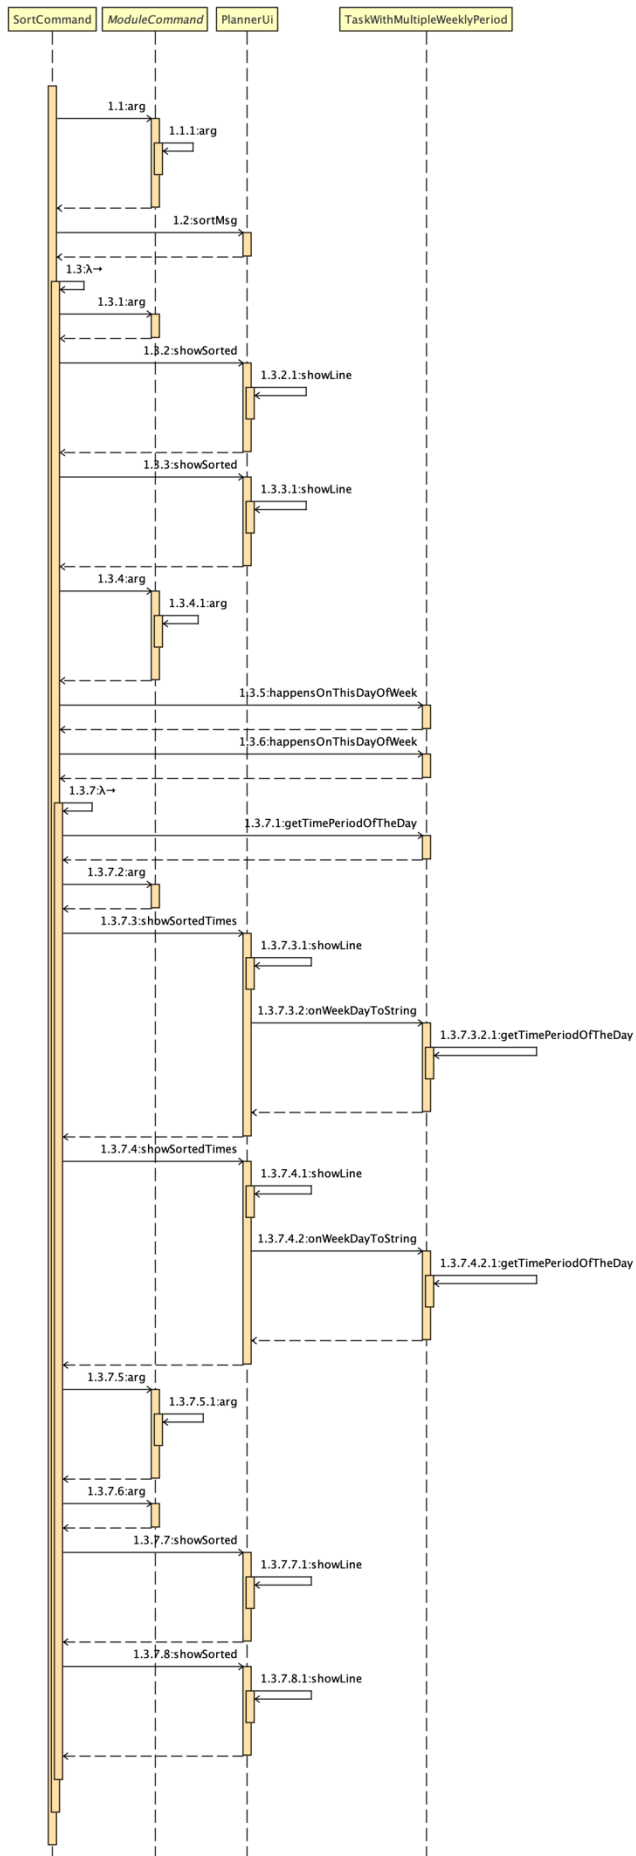 SortCommand
ModuleCommand
PlannerUi
TaskWithMultipleWeeklyPeriod
1.1:arg
1.1.1:arg
1.2:sortMsg
1.3:λ→
1.3.1:arg
1.3.2:showSorted
1.3.2.1:showLine
1.3.3:showSorted
1.3.3.1:showLine
1.3.4:arg
1.3.4.1:arg
1.3.5:happensOnThisDayOfWeek
1.3.6:happensOnThisDayOfWeek
1.3.7:λ→
1.3.7.1:getTimePeriodOfTheDay
1.3.7.2:arg
1.3.7.3:showSortedTimes
1.3.7.3.1:showLine
1.3.7.3.2:onWeekDayToString
1.3.7.3.2.1:getTimePeriodOfTheDay
1.3.7.4:showSortedTimes
1.3.7.4.1:showLine
1.3.7.4.2:onWeekDayToString
1.3.7.4.2.1:getTimePeriodOfTheDay
1.3.7.5:arg
1.3.7.5.1:arg
1.3.7.6:arg
1.3.7.7:showSorted
1.3.7.7.1:showLine
1.3.7.8:showSorted
1.3.7.8.1:showLine